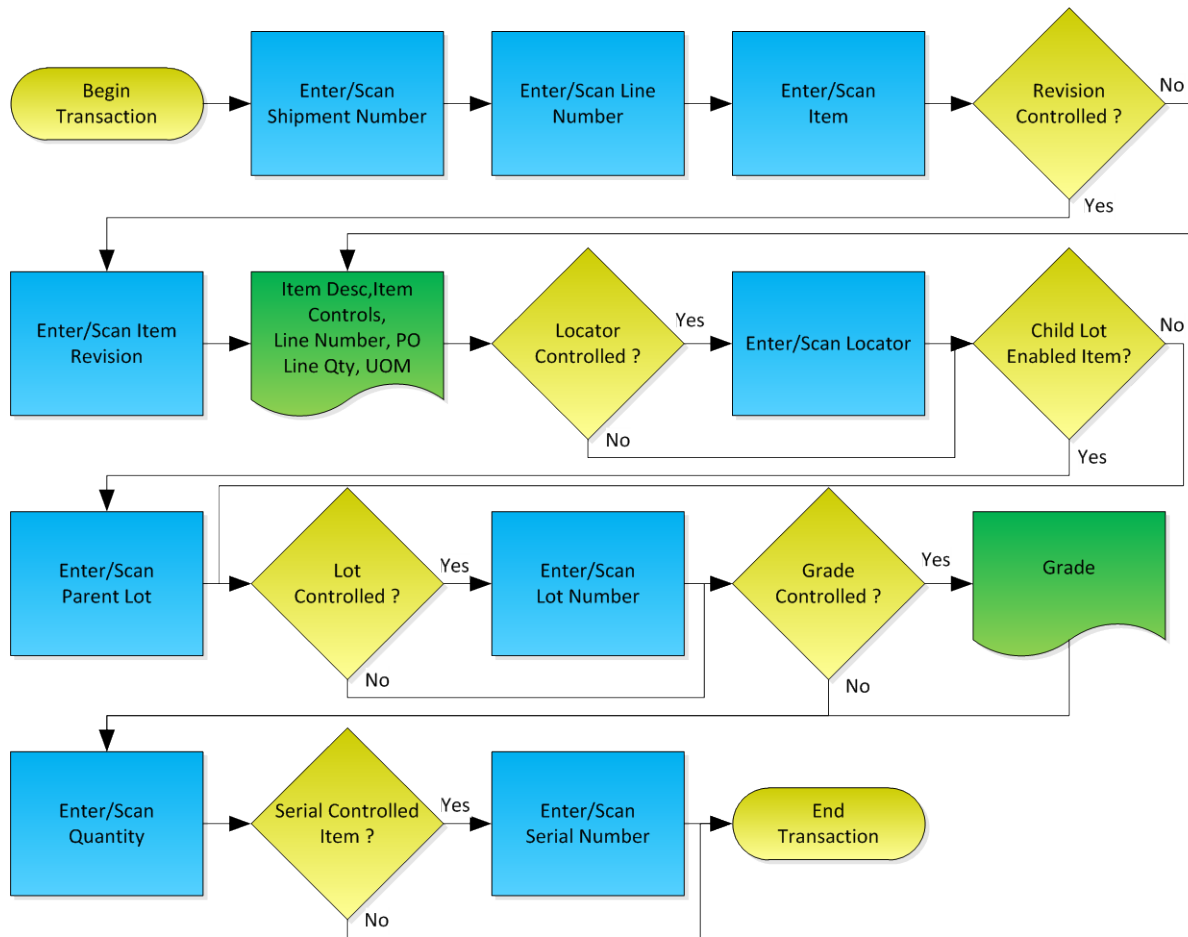 Begin
Transaction
Enter/Scan
Shipment Number
Enter/Scan Line
Number
Enter/Scan
Item
Revision
Controlled ?
No
Yes
Enter/Scan Item
Revision
Item Desc,Item
Controls,
Line Number, PO
Line Qty, UOM
Locator
Controlled ?
Yes
No
Enter/Scan Locator
Child Lot
Enabled Item?
No
Yes
Enter/Scan
Parent Lot
Lot
Controlled ?
Yes
No
Enter/Scan
Lot Number
Grade
Controlled ?
Yes
No
Grade
Enter/Scan
Quantity
Serial Controlled
Item ?
Yes
No
Enter/Scan
Serial Number
End
Transaction